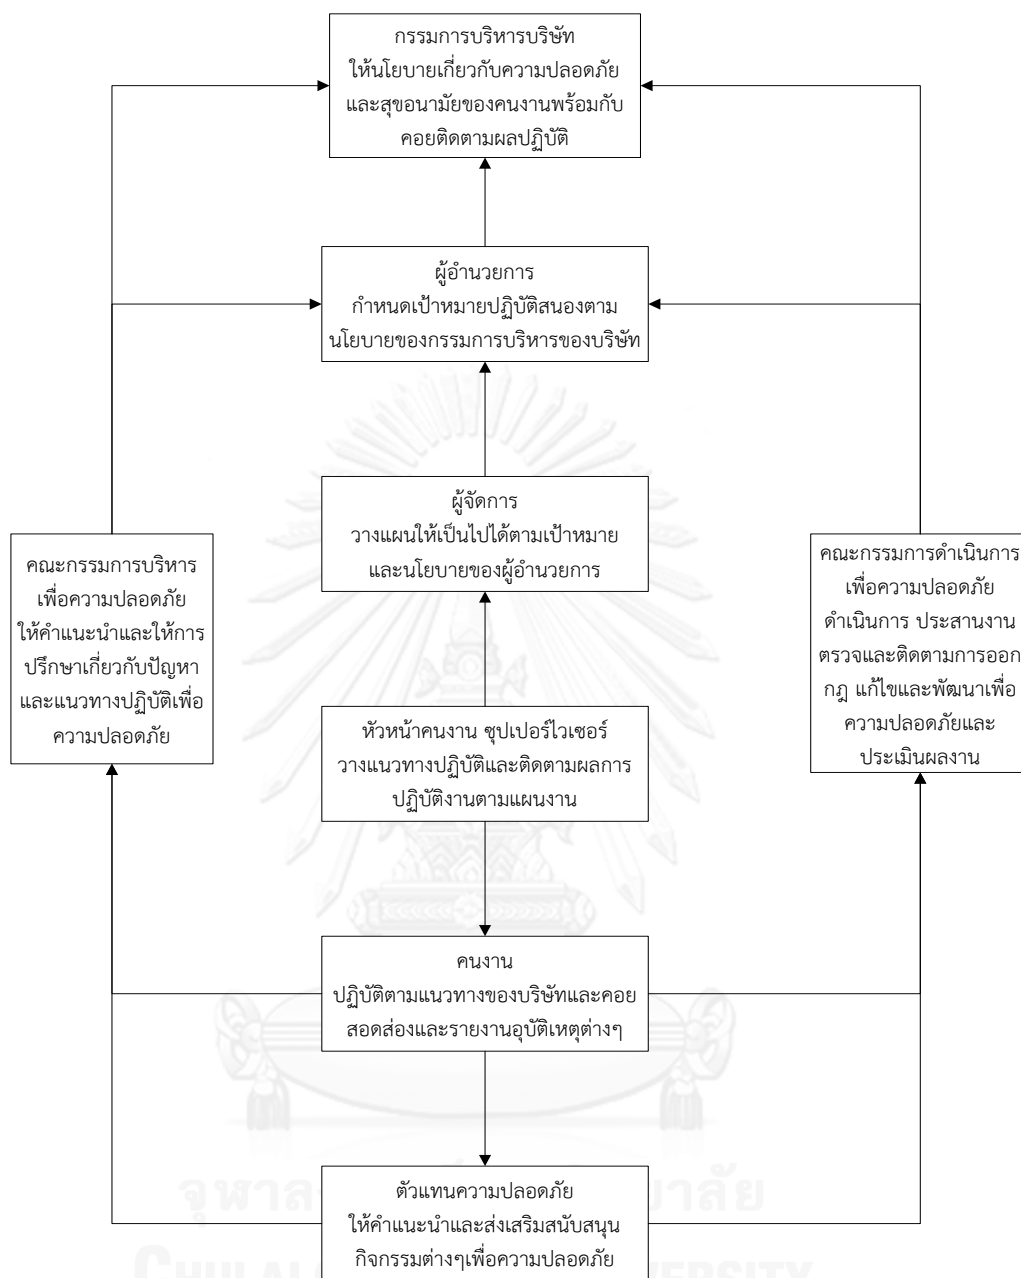 กรรมการบริหารบริษัท
ให้นโยบายเกี่ยวกับความปลอดภัย
และสุขอนามัยของคนงานพร้อมกับ
คอยติดตามผลปฏิบัติ
ผู้อำนวยการ
กำหนดเป้าหมายปฏิบัติสนองตาม
นโยบายของกรรมการบริหารของบริษัท
ผู้จัดการ
วางแผนให้เป็นไปได้ตามเป้าหมาย
และนโยบายของผู้อำนวยการ
คณะกรรมการบริหาร
เพื่อความปลอดภัย
ให้คำแนะนำและให้การ
ปรึกษาเกี่ยวกับปัญหา
และแนวทางปฏิบัติเพื่อ
ความปลอดภัย
คณะกรรมการดำเนินการ
เพื่อความปลอดภัย
ดำเนินการ ประสานงาน
ตรวจและติดตามการออก
กฎ แก้ไขและพัฒนาเพื่อ
ความปลอดภัยและ
ประเมินผลงาน
หัวหน้าคนงาน ซุปเปอร์ไวเซอร์
วางแนวทางปฏิบัติและติดตามผลการ
ปฏิบัติงานตามแผนงาน
คนงาน
ปฏิบัติตามแนวทางของบริษัทและคอย
สอดส่องและรายงานอุบัติเหตุต่างๆ
ตัวแทนความปลอดภัย
ให้คำแนะนำและส่งเสริมสนับสนุน
กิจกรรมต่างๆเพื่อความปลอดภัย